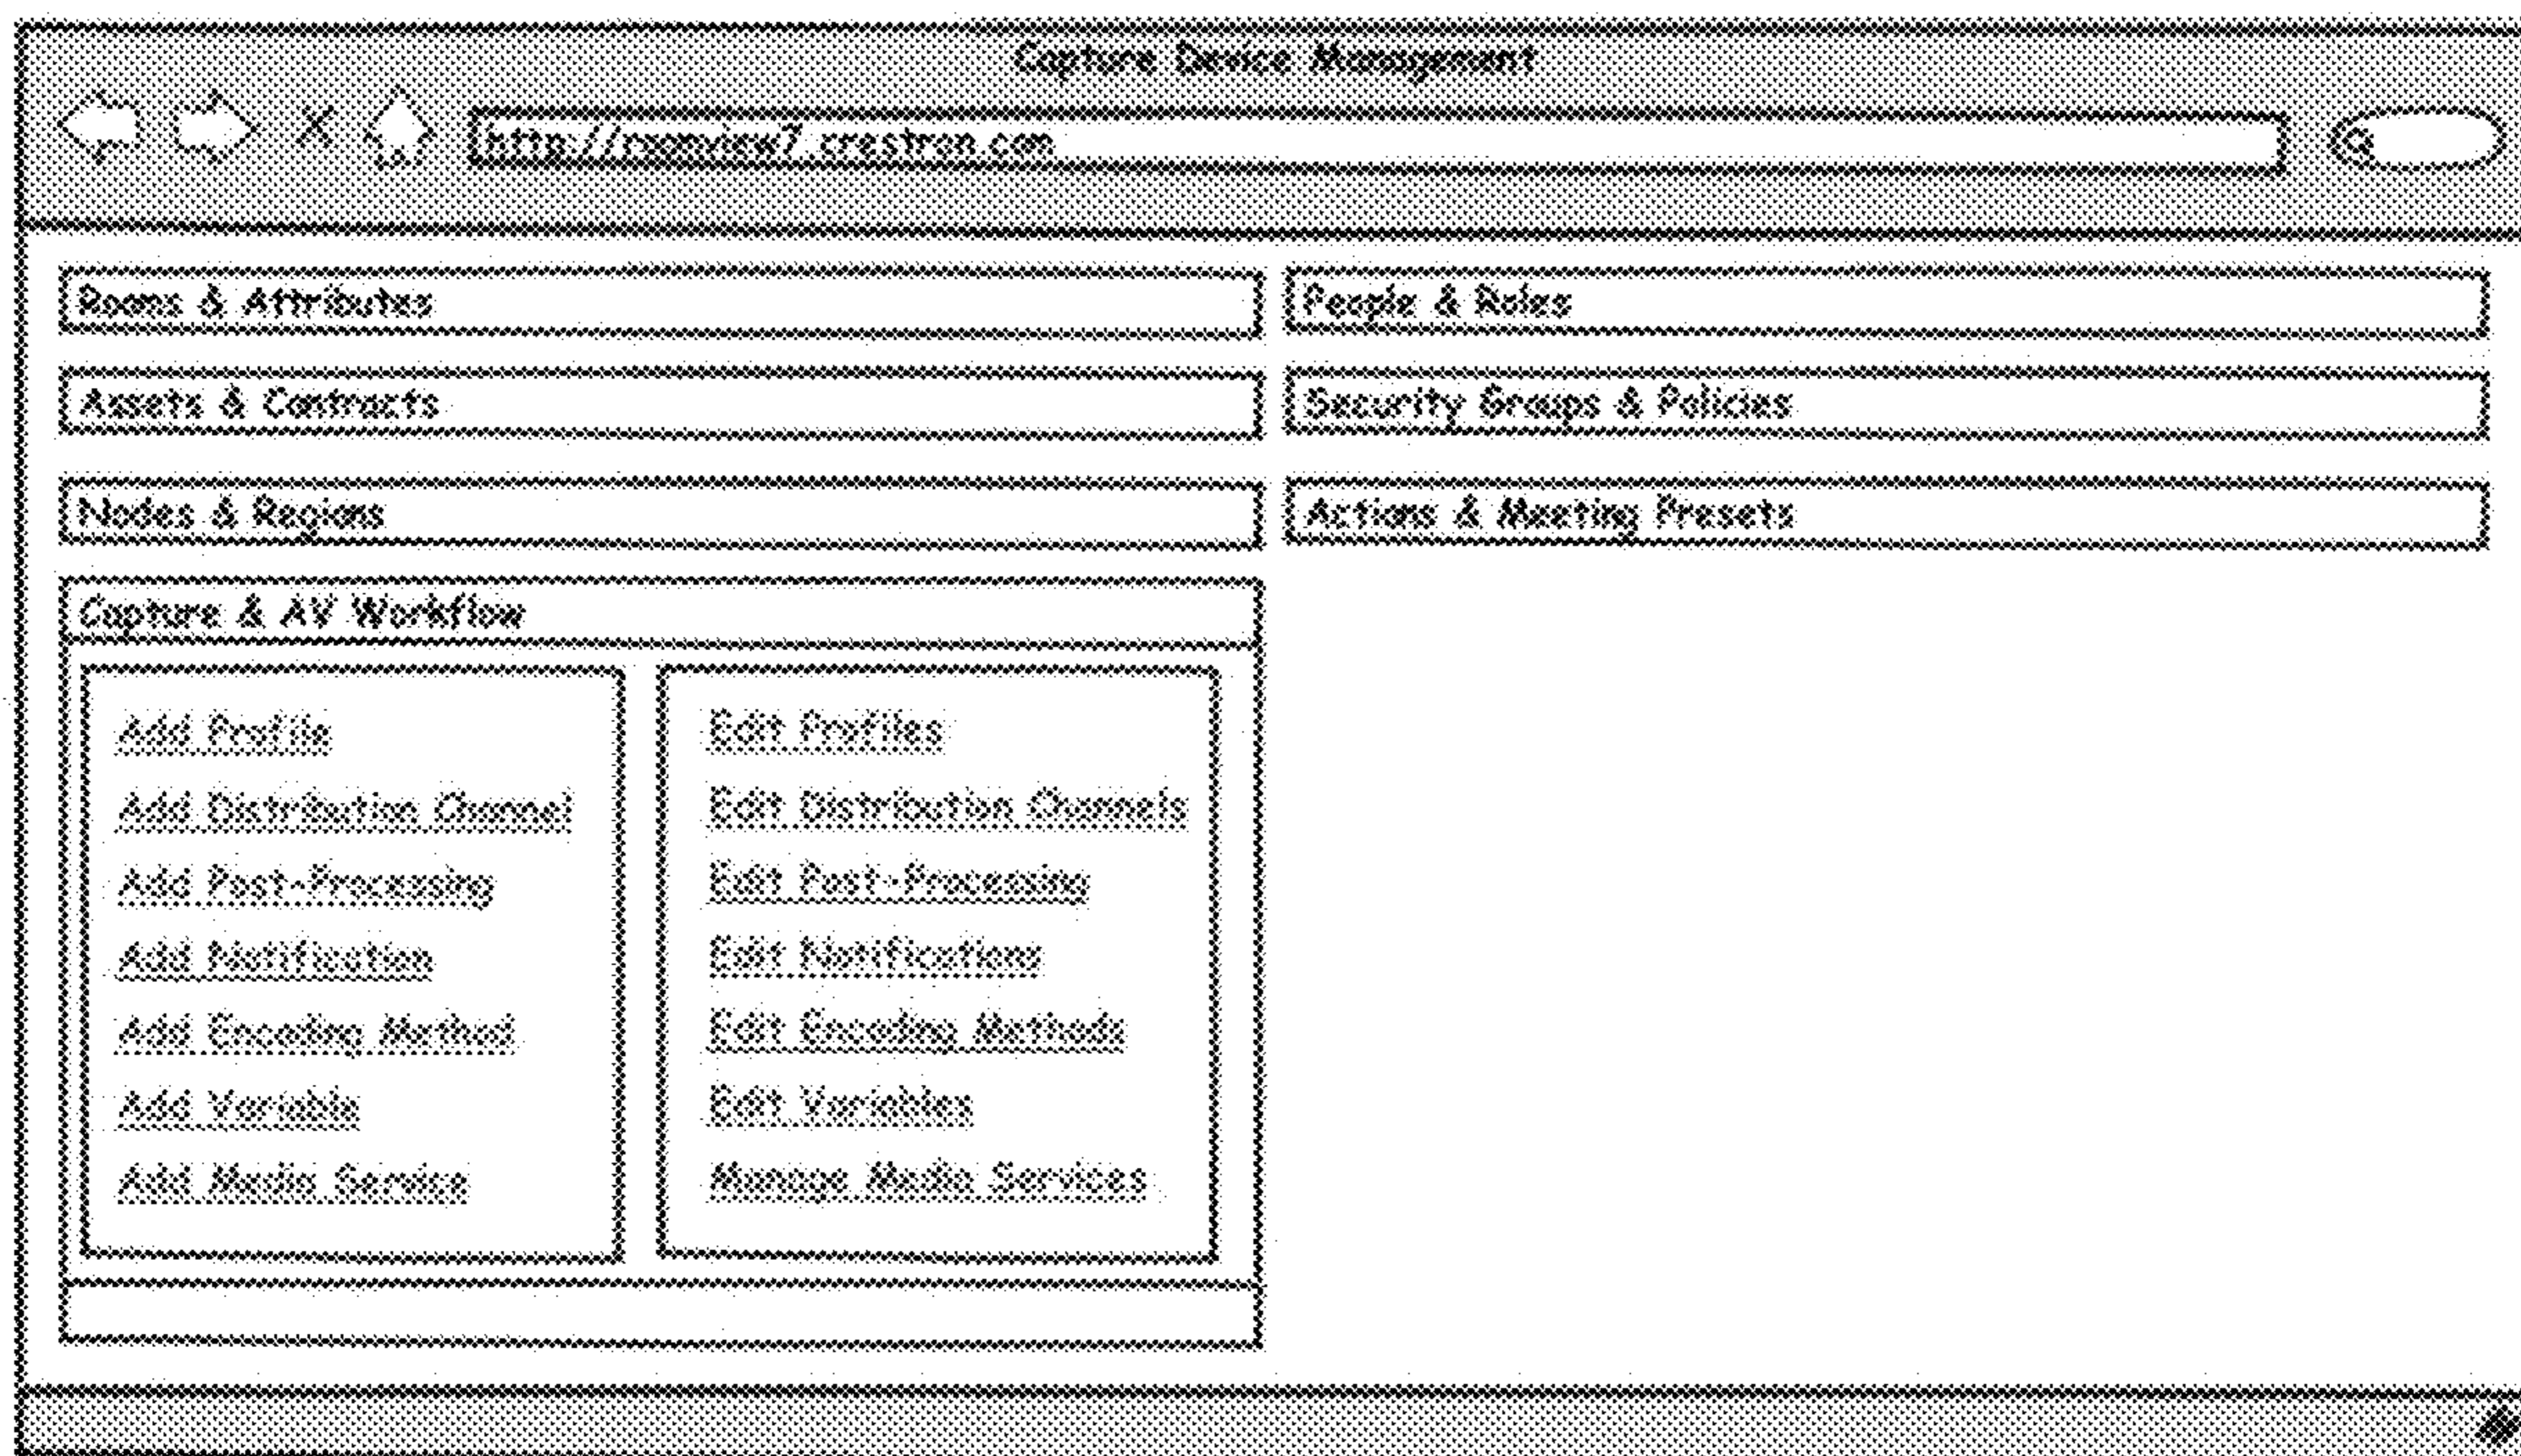 Capture Device Management
http://roomview7.crestron.com
Rooms & Attributes
People & Roles
Assets & Contracts
Security Groups & Policies
Nodes & Regions
Actions & Meeting Presets
Capture & AV Workflow
Add Profile
Add Distribution Channel
Add Post-Processing
Add Notification
Add Encoding Method
Add Variable
Add Media Service
Edit Profiles
Edit Distribution Channels
Edit Post-Processing
Edit Notifications
Edit Encoding Methods
Edit Variables
Manage Media Services